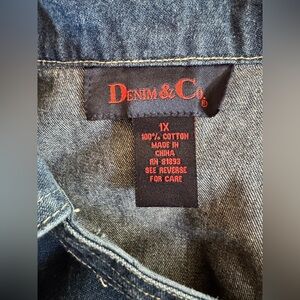 DENIM & CO.®
1X
100% COTTON
MADE IN
CHINA
RN 81893
SEE REVERSE
FOR CARE